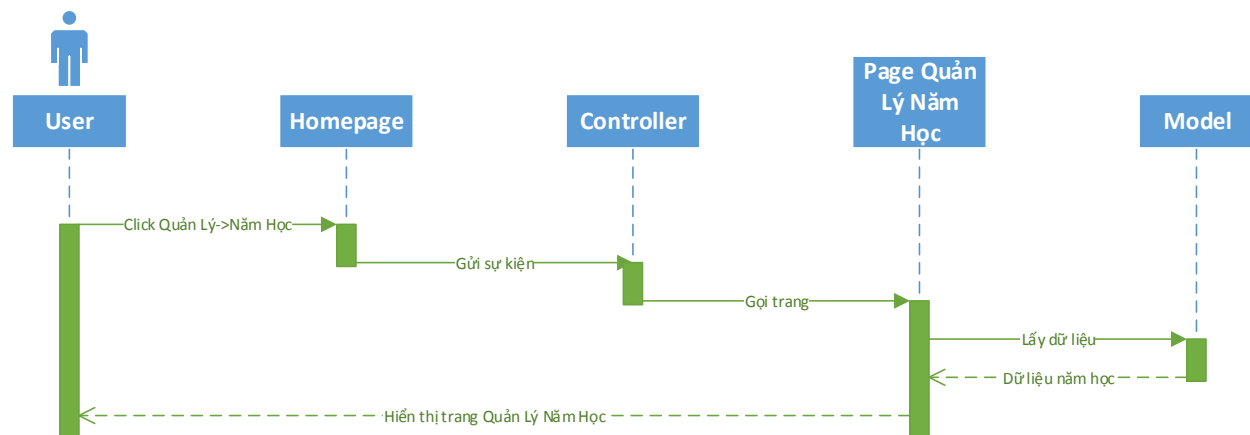 User
Homepage
Controller
Page Quản
Lý Năm
Học
Model
Click Quản Lý->Năm Học
Gửi sự kiện
Gọi trang
Lấy dữ liệu
Dữ liệu năm học
Hiển thị trang Quản Lý Năm Học